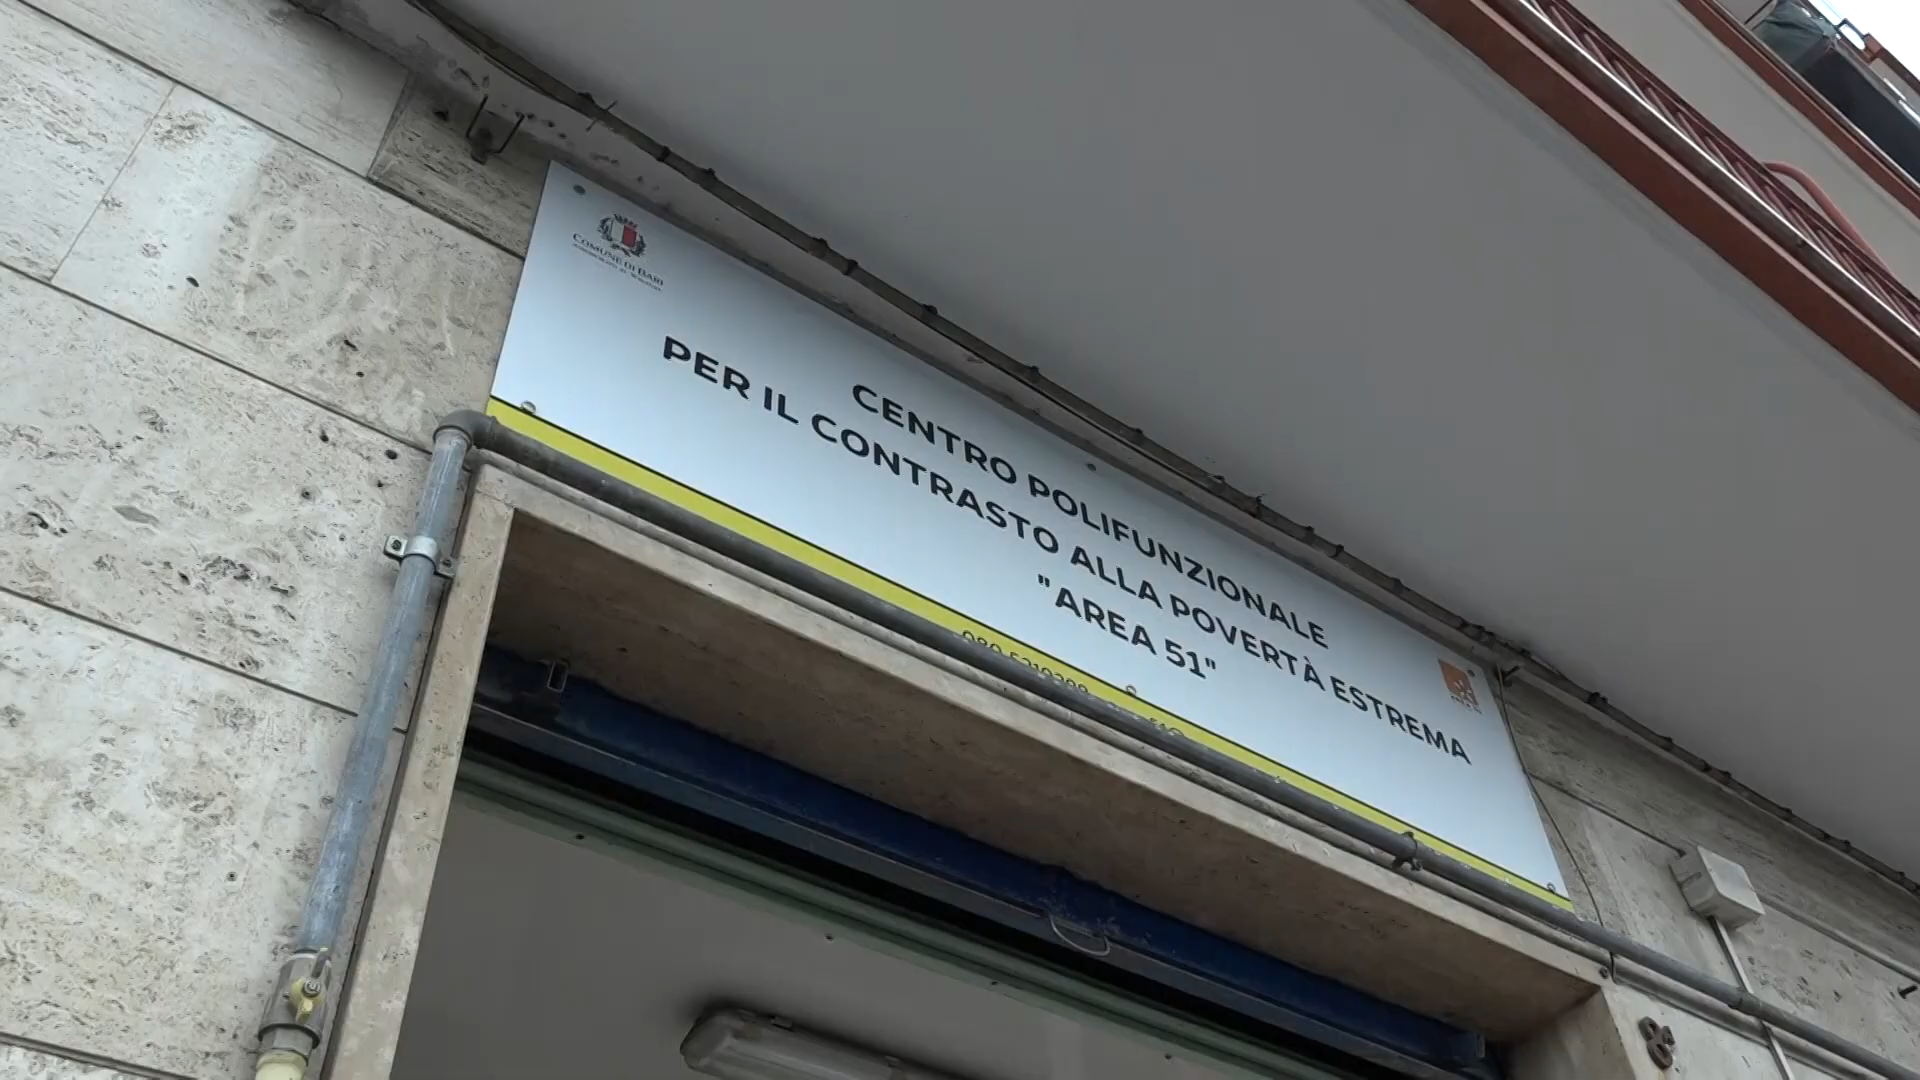 COMUNE DI BARI
CENTRO POLIFUNZIONALE
PER IL CONTRASTO ALLA POVERTÀ ESTREMA
"AREA 51"